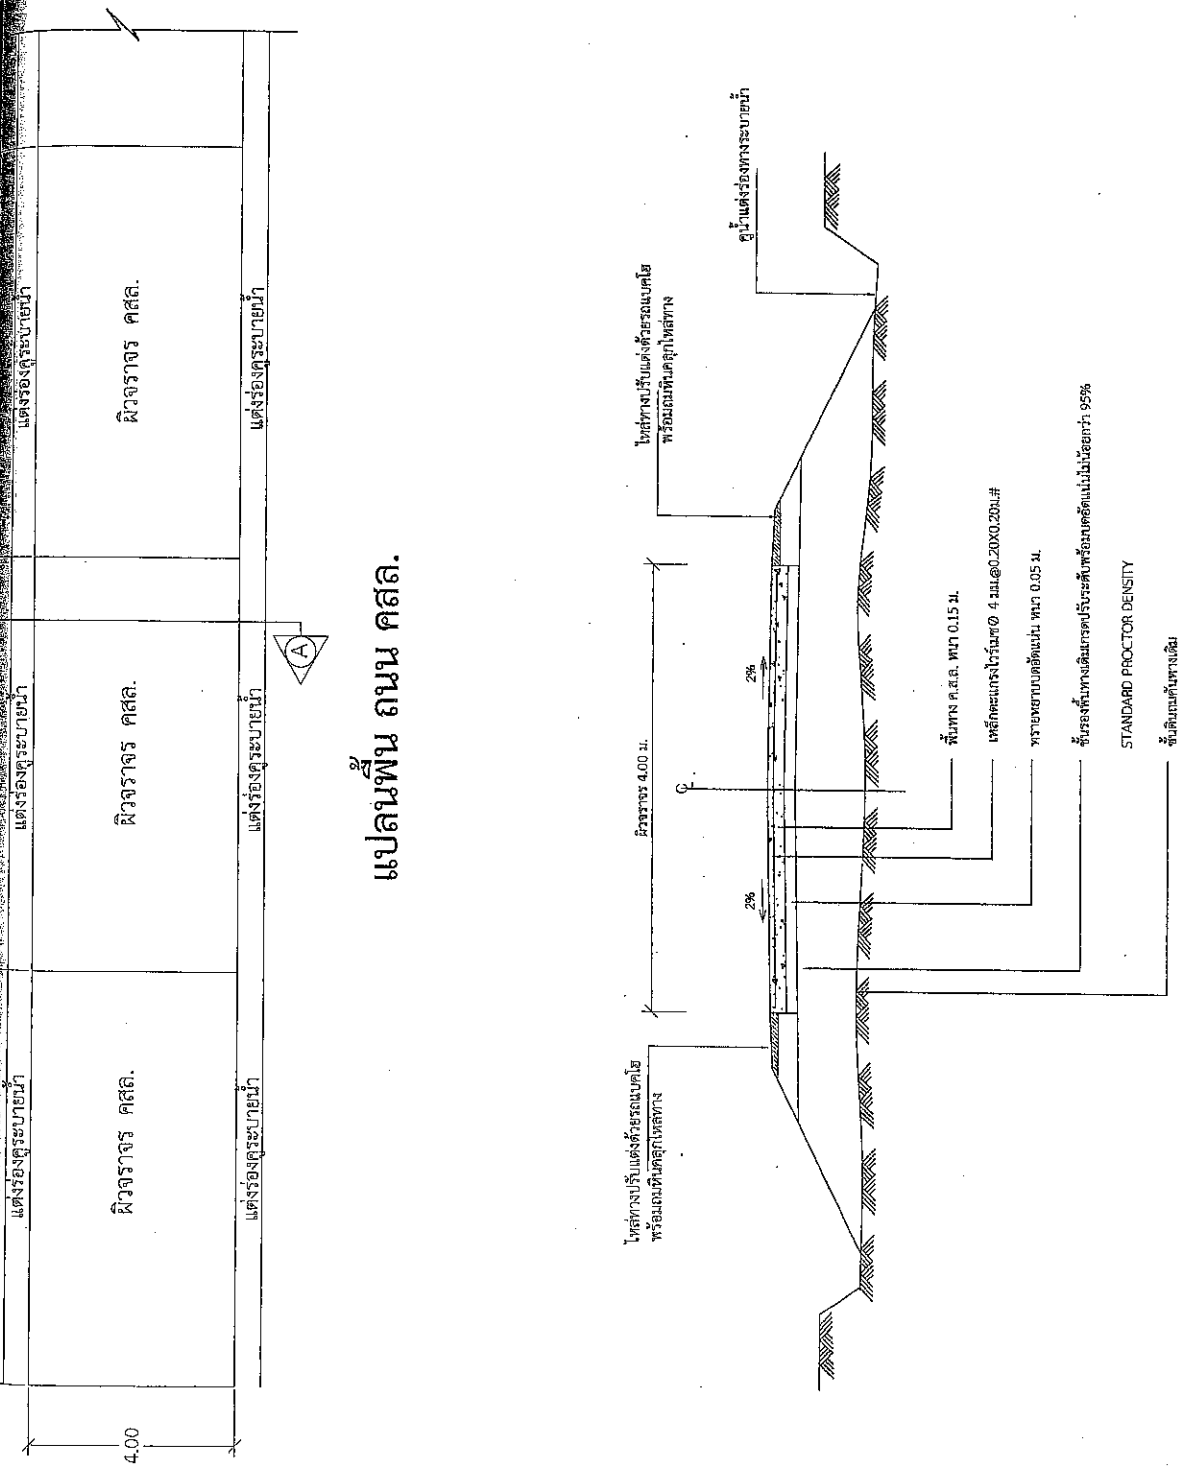 แต่งร่องคูระบายน้ำ
แต่งร่องคูระบายน้ำ
แต่งร่องคูระบายน้ำ
ผิวจราจร คสล.
ผิวจราจร คสล.
ผิวจราจร คสล.
แต่งร่องคูระบายน้ำ
แต่งร่องคูระบายน้ำ
แต่งร่องคูระบายน้ำ
4.00
A
แปลนพื้น ถนน คสล.
ไหล่ทางปรับแต่งด้วยรถแบคโฮ
พร้อมถมหินคลุกไหล่ทาง
ผิวจราจร 4.00 ม.
ไหล่ทางปรับแต่งด้วยรถแบคโฮ
พร้อมถมหินคลุกไหล่ทาง
คูน้ำแต่งร่องทางระบายน้ำ
2%
2%
พื้นทาง ค.ส.ล. หนา 0.15 ม.
เหล็กตะแกรงไวร์เมชØ 4 มม.@0.20X0.20ม.#
ทรายหยาบบดอัดแน่น หนา 0.05 ม.
ชั้นรองพื้นทางเดิมเกรดปรับระดับพร้อมบดอัดแน่นไม่น้อยกว่า 95%
STANDARD PROCTOR DENSITY
ชั้นดินถมคันทางเดิม